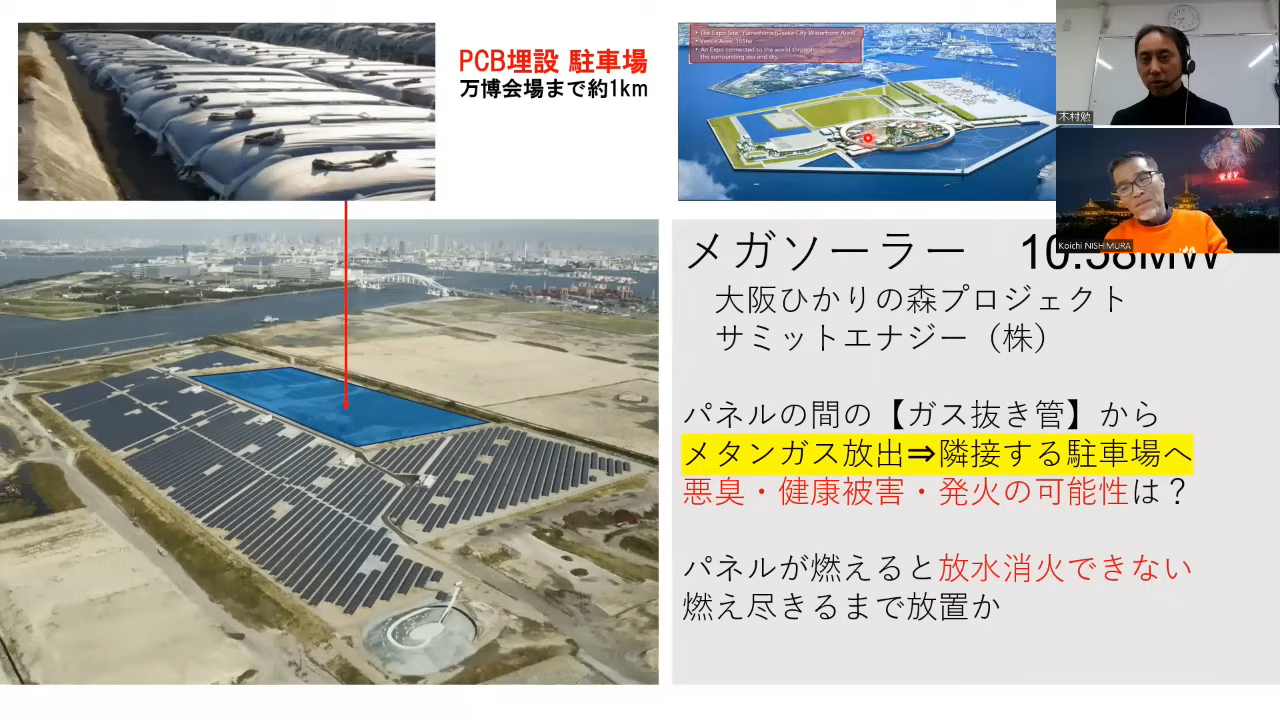 PCB埋設 駐車場
万博会場まで約1km
• The Expo Site: Yumeshima (Osaka City Waterfront Area)
• Venue Area: 155ha
• An Expo connected to the world through
the surrounding sea and sky.
木村勉
Koichi NISHIMURA
メガソーラー 10.58MW
大阪ひかりの森プロジェクト
サミットエナジー（株）
パネルの間の【ガス抜き管】から
メタンガス放出⇒隣接する駐車場へ
悪臭・健康被害・発火の可能性は？
パネルが燃えると放水消火できない
燃え尽きるまで放置か